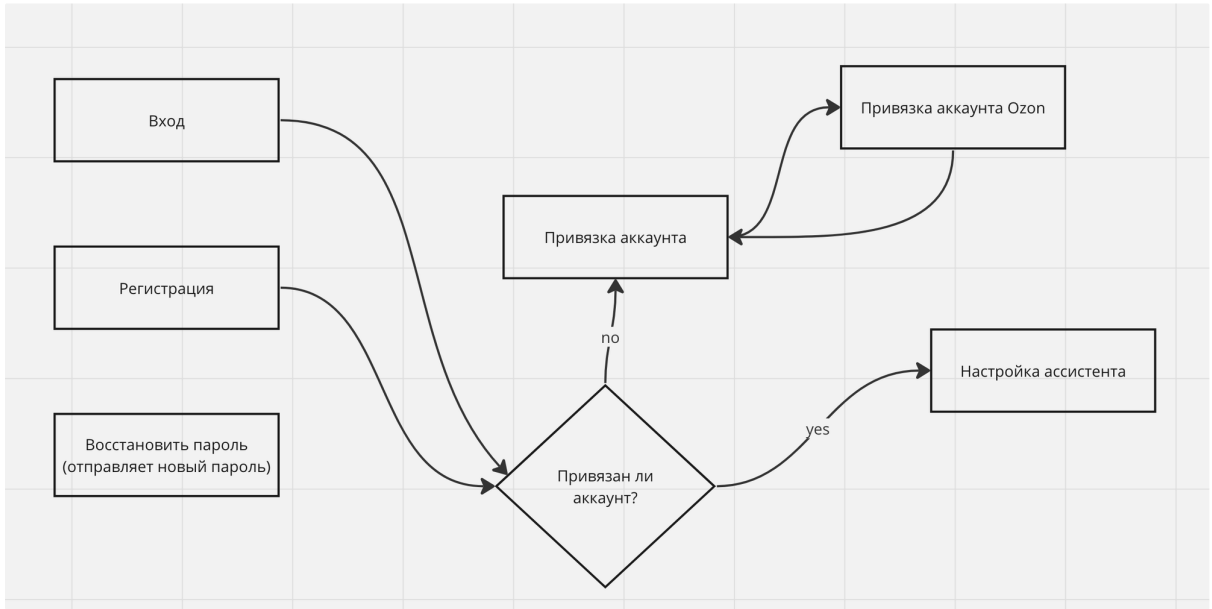 Вход
Привязка аккаунта Ozon
Привязка аккаунта
Регистрация
no
Настройка ассистента
yes
Восстановить пароль
(отправляет новый пароль)
Привязан ли
аккаунт?